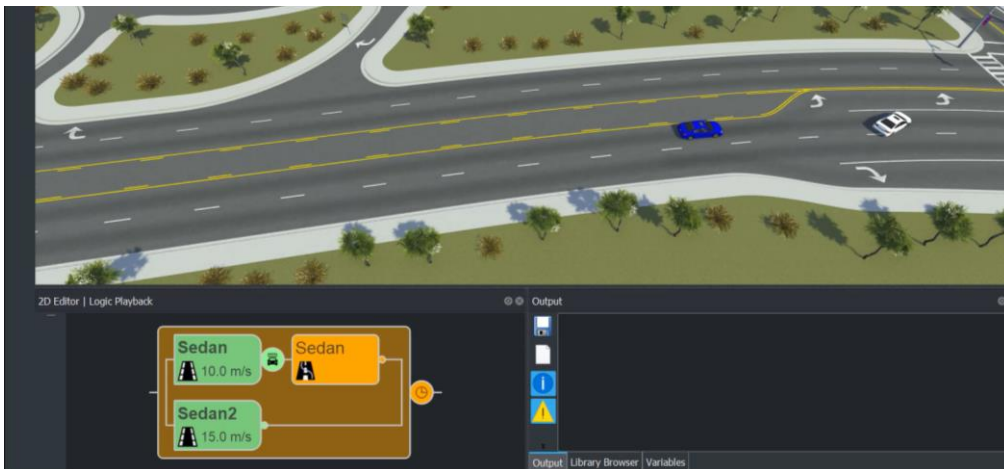 2D Editor | Logic Playback
Output
Sedan
10.0 m/s
Sedan
Sedan2
15.0 m/s
Output
Library Browser
Variables